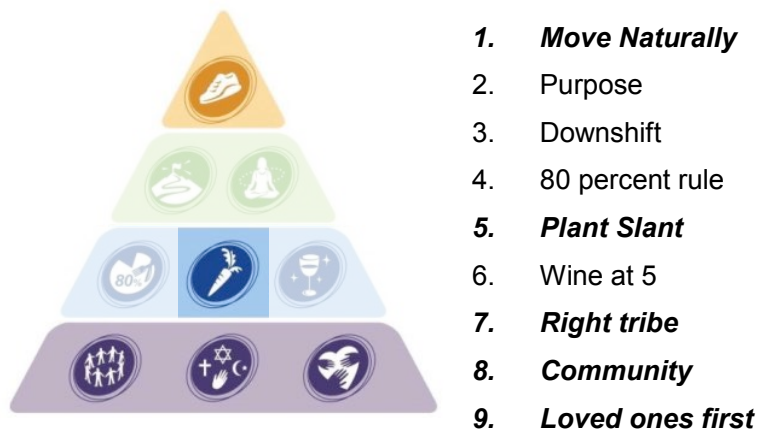 80%
1. Move Naturally
2. Purpose
3. Downshift
4. 80 percent rule
5. Plant Slant
6. Wine at 5
7. Right tribe
8. Community
9. Loved ones first